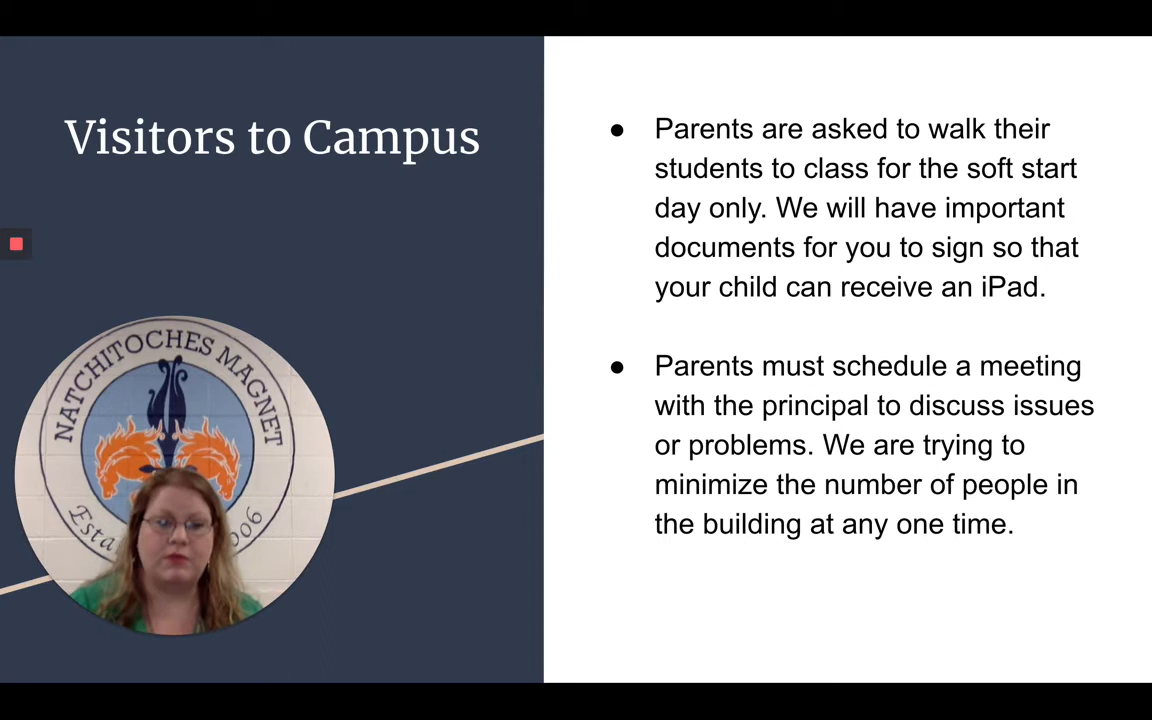 Visitors to Campus
● Parents are asked to walk their
students to class for the soft start
day only. We will have important
documents for you to sign so that
your child can receive an iPad.
● Parents must schedule a meeting
with the principal to discuss issues
or problems. We are trying to
minimize the number of people in
the building at any one time.
NATCHITOCHES MAGNET